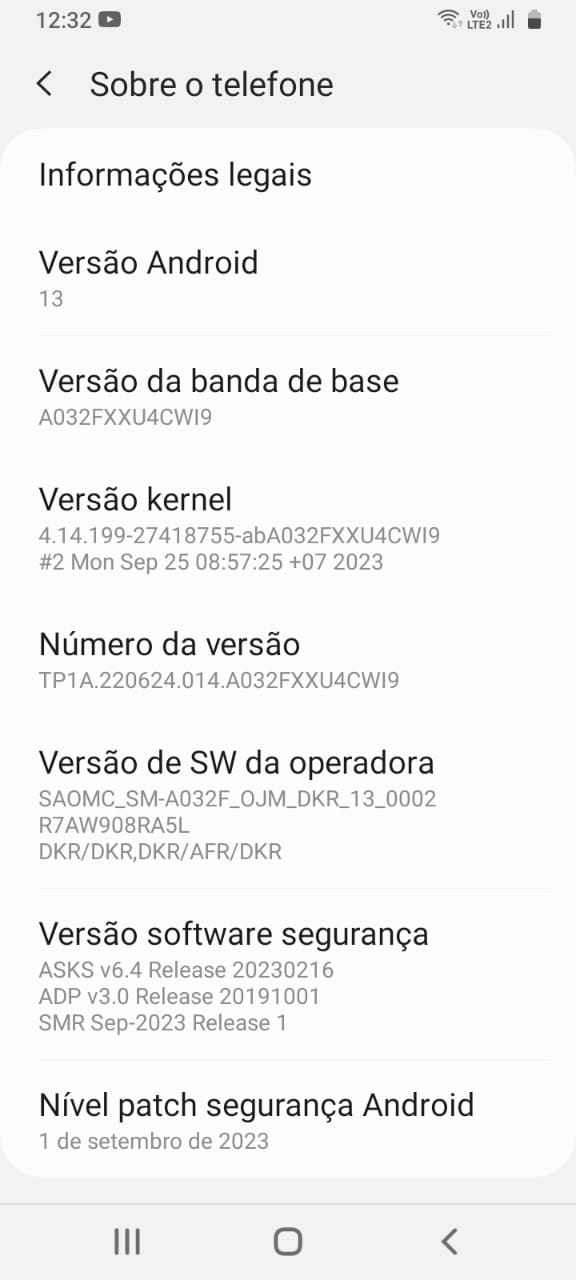 12:32
Vo))
LTE2
Sobre o telefone
Informações legais
Versão Android
13
Versão da banda de base
A032FXXU4CWI9
Versão kernel
4.14.199-27418755-abA032FXXU4CWI9
#2 Mon Sep 25 08:57:25 +07 2023
Número da versão
TP1A.220624.014.A032FXXU4CWI9
Versão de SW da operadora
SAOMC_SM-A032F_OJM_DKR_13_0002
R7AW908RA5L
DKR/DKR,DKR/AFR/DKR
Versão software segurança
ASKS v6.4 Release 20230216
ADP v3.0 Release 20191001
SMR Sep-2023 Release 1
Nível patch segurança Android
1 de setembro de 2023